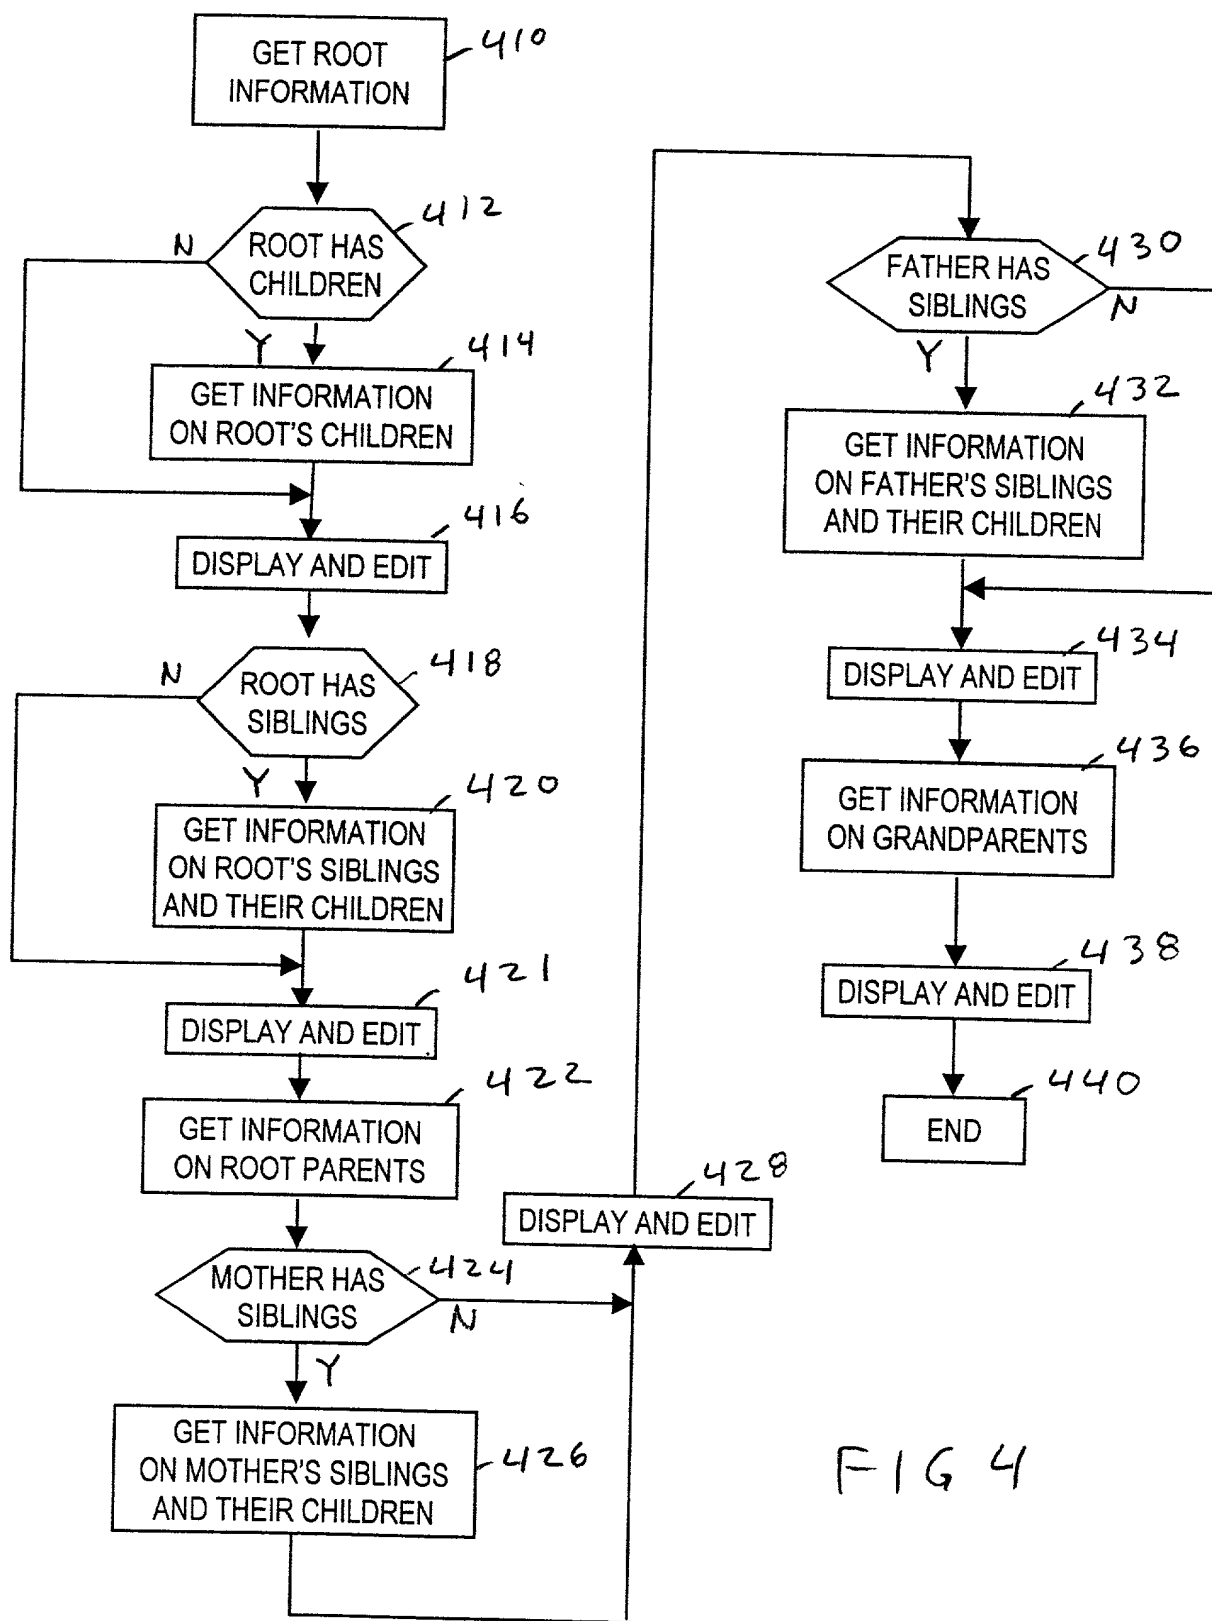 GET ROOT
INFORMATION
410
ROOT HAS
CHILDREN
412
N
Y
GET INFORMATION
ON ROOT'S CHILDREN
414
DISPLAY AND EDIT
416
ROOT HAS
SIBLINGS
418
N
Y
GET INFORMATION
ON ROOT'S SIBLINGS
AND THEIR CHILDREN
420
DISPLAY AND EDIT
421
GET INFORMATION
ON ROOT PARENTS
422
MOTHER HAS
SIBLINGS
424
N
Y
GET INFORMATION
ON MOTHER'S SIBLINGS
AND THEIR CHILDREN
426
DISPLAY AND EDIT
428
FATHER HAS
SIBLINGS
430
N
Y
GET INFORMATION
ON FATHER'S SIBLINGS
AND THEIR CHILDREN
432
DISPLAY AND EDIT
434
GET INFORMATION
ON GRANDPARENTS
436
DISPLAY AND EDIT
438
END
440
FIG 4